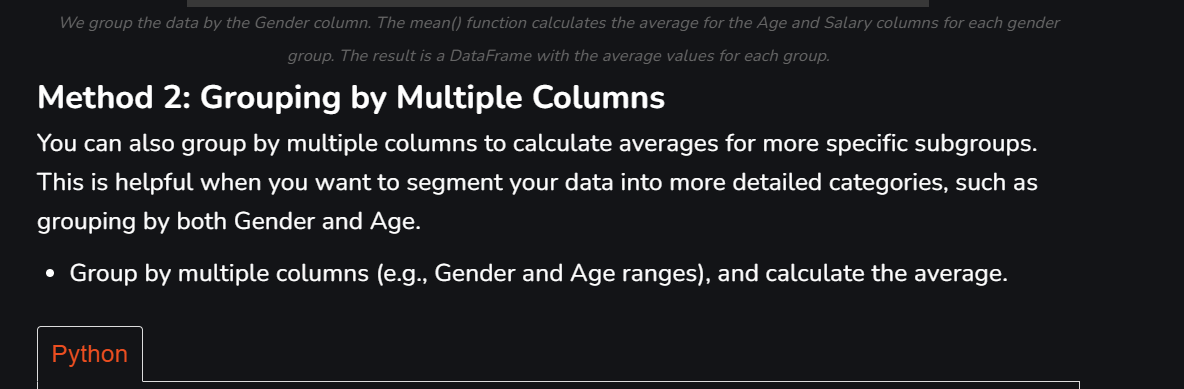 We group the data by the Gender column. The mean() function calculates the average for the Age and Salary columns for each gender
group. The result is a DataFrame with the average values for each group.
Method 2: Grouping by Multiple Columns
You can also group by multiple columns to calculate averages for more specific subgroups.
This is helpful when you want to segment your data into more detailed categories, such as
grouping by both Gender and Age.
• Group by multiple columns (e.g., Gender and Age ranges), and calculate the average.
Python